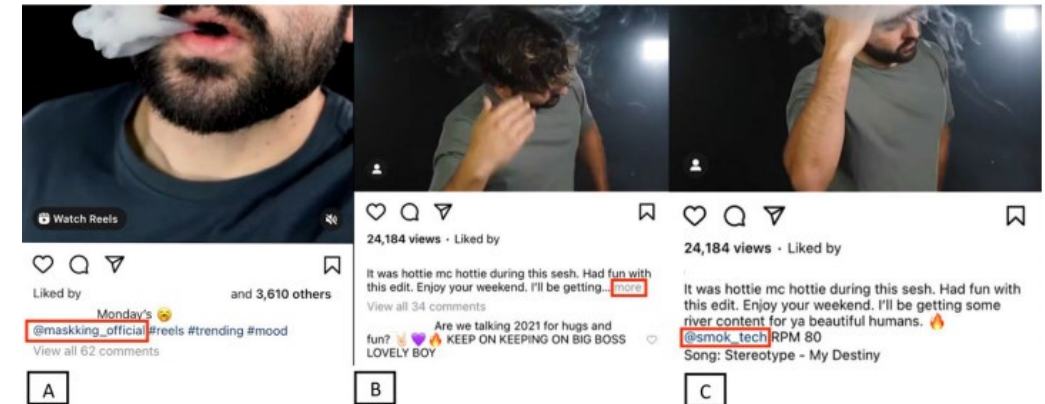 Watch Reels
Liked by and 3,610 others
Monday's 😪
@maskking_official #reels #trending #mood
View all 62 comments
A
24,184 views · Liked by
It was hottie mc hottie during this sesh. Had fun with
this edit. Enjoy your weekend. I'll be getting... more
View all 34 comments
Are we talking 2021 for hugs and
fun? ✌🏻 💜 🔥 KEEP ON KEEPING ON BIG BOSS
LOVELY BOY
B
24,184 views · Liked by
It was hottie mc hottie during this sesh. Had fun with
this edit. Enjoy your weekend. I'll be getting some
river content for ya beautiful humans. 🔥
@smok_tech RPM 80
Song: Stereotype - My Destiny
C